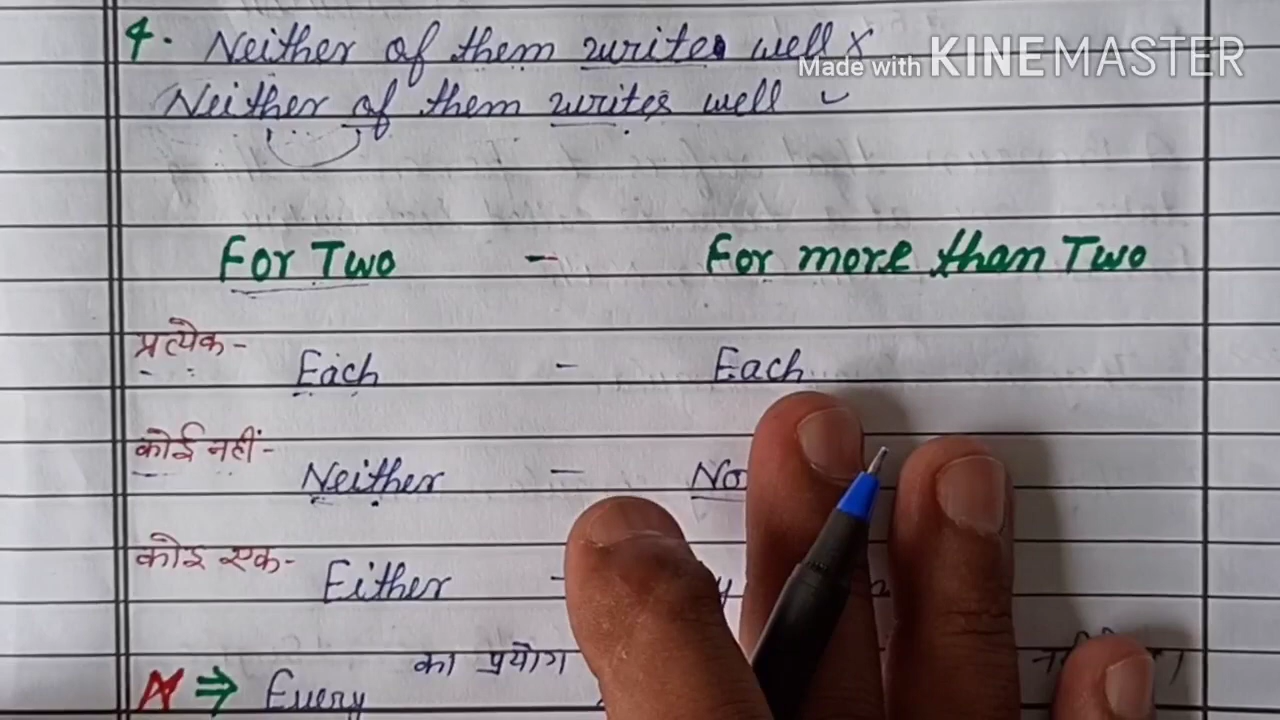 4. Neither of them write well ×
Made with KINEMASTER
Neither of them writes well ✓
For Two - For more than Two
प्रत्येक- Each - Each
कोई नहीं- Neither - No
कोई एक- Either -
का प्रयोग
N ⇒ Every